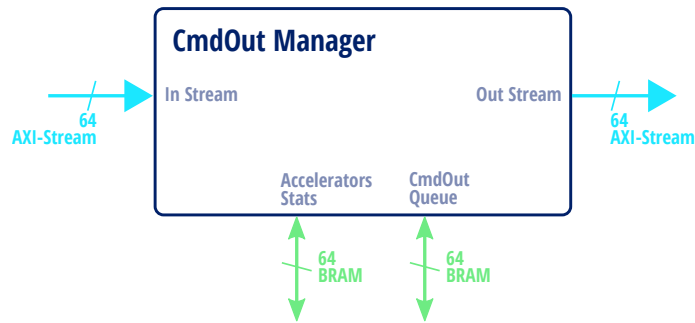 CmdOut Manager
In Stream
Out Stream
64
AXI-Stream
64
AXI-Stream
Accelerators
Stats
CmdOut
Queue
64
BRAM
64
BRAM